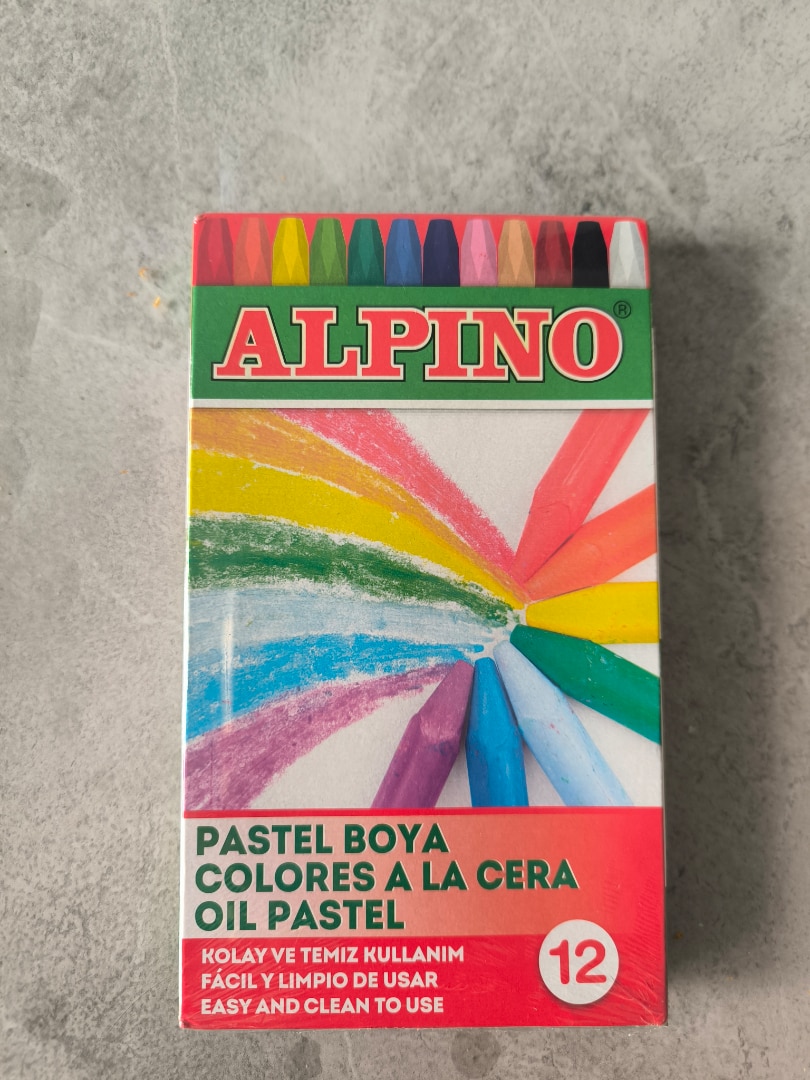 ALPINO®
PASTEL BOYA
COLORES A LA CERA
OIL PASTEL
KOLAY VE TEMIZ KULLANIM
FÁCIL Y LIMPIO DE USAR
EASY AND CLEAN TO USE
12